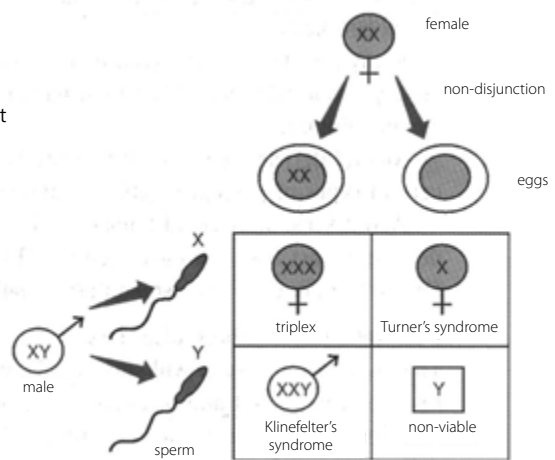 XX
female
non-disjunction
t
XX
eggs
X
XXX
triplex
X
Turner's syndrome
XY
male
Y
sperm
XXY
Klinefelter's
syndrome
Y
non-viable